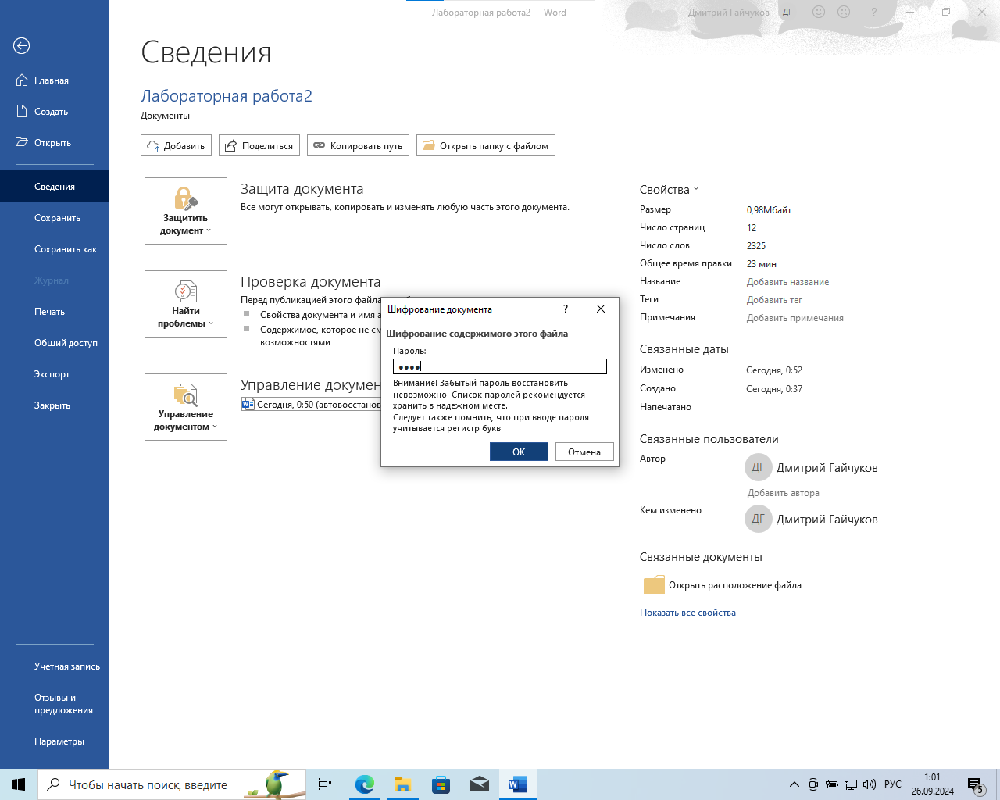 Лабораторная работа2 - Word
Дмитрий Гайчуков
ДГ
?
Главная
Создать
Открыть
Сведения
Сохранить
Сохранить как
Журнал
Печать
Общий доступ
Экспорт
Закрыть
Учетная запись
Отзывы и
предложения
Параметры
Сведения
Лабораторная работа2
Документы
Добавить
Поделиться
Копировать путь
Открыть папку с файлом
Защитить
документ
Защита документа
Все могут открывать, копировать и изменять любую часть этого документа.
Найти
проблемы
Проверка документа
Перед публикацией этого файла
Свойства документа и имя а
Содержимое, которое не см
возможностями
Управление
документом
Управление докумен
Сегодня, 0:50 (автовосстанов
Шифрование документа
?
Шифрование содержимого этого файла
Пароль:
••••
Внимание! Забытый пароль восстановить
невозможно. Список паролей рекомендуется
хранить в надежном месте.
Следует также помнить, что при вводе пароля
учитывается регистр букв.
ОК
Отмена
Свойства
Размер 0,98Мбайт
Число страниц 12
Число слов 2325
Общее время правки 23 мин
Название Добавить название
Теги Добавить тег
Примечания Добавить примечания
Связанные даты
Изменено Сегодня, 0:52
Создано Сегодня, 0:37
Напечатано
Связанные пользователи
Автор ДГ Дмитрий Гайчуков
Добавить автора
Кем изменено ДГ Дмитрий Гайчуков
Связанные документы
Открыть расположение файла
Показать все свойства
Чтобы начать поиск, введите
РУС
1:01
26.09.2024
5